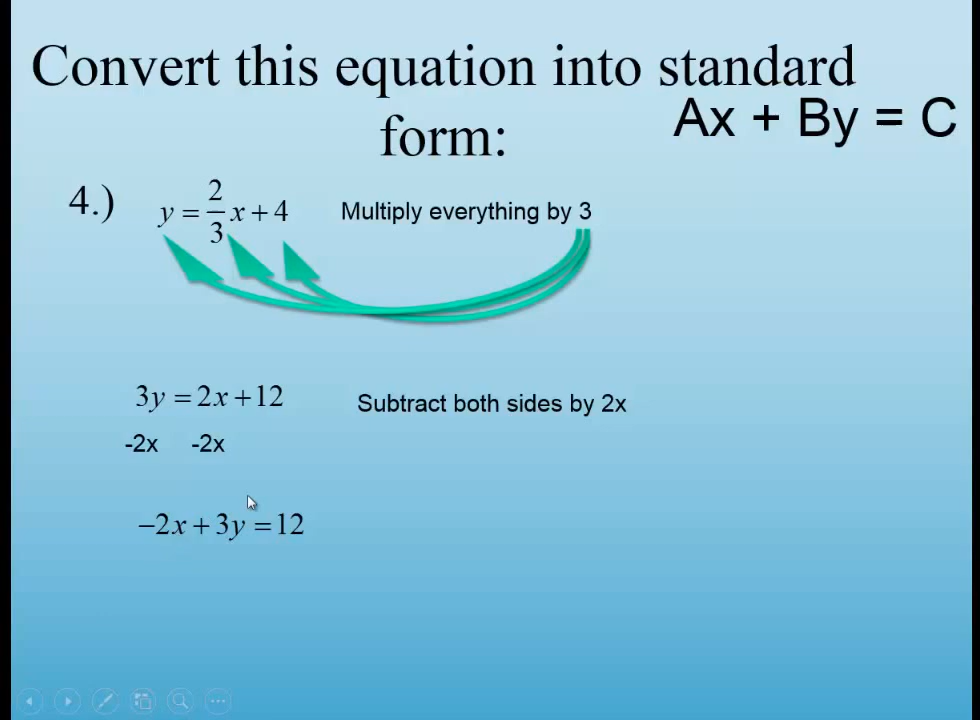 Convert this equation into standard
form:
Ax + By = C
4.) y = 2/3 x + 4
Multiply everything by 3
3y = 2x + 12
Subtract both sides by 2x
-2x -2x
−2x + 3y = 12